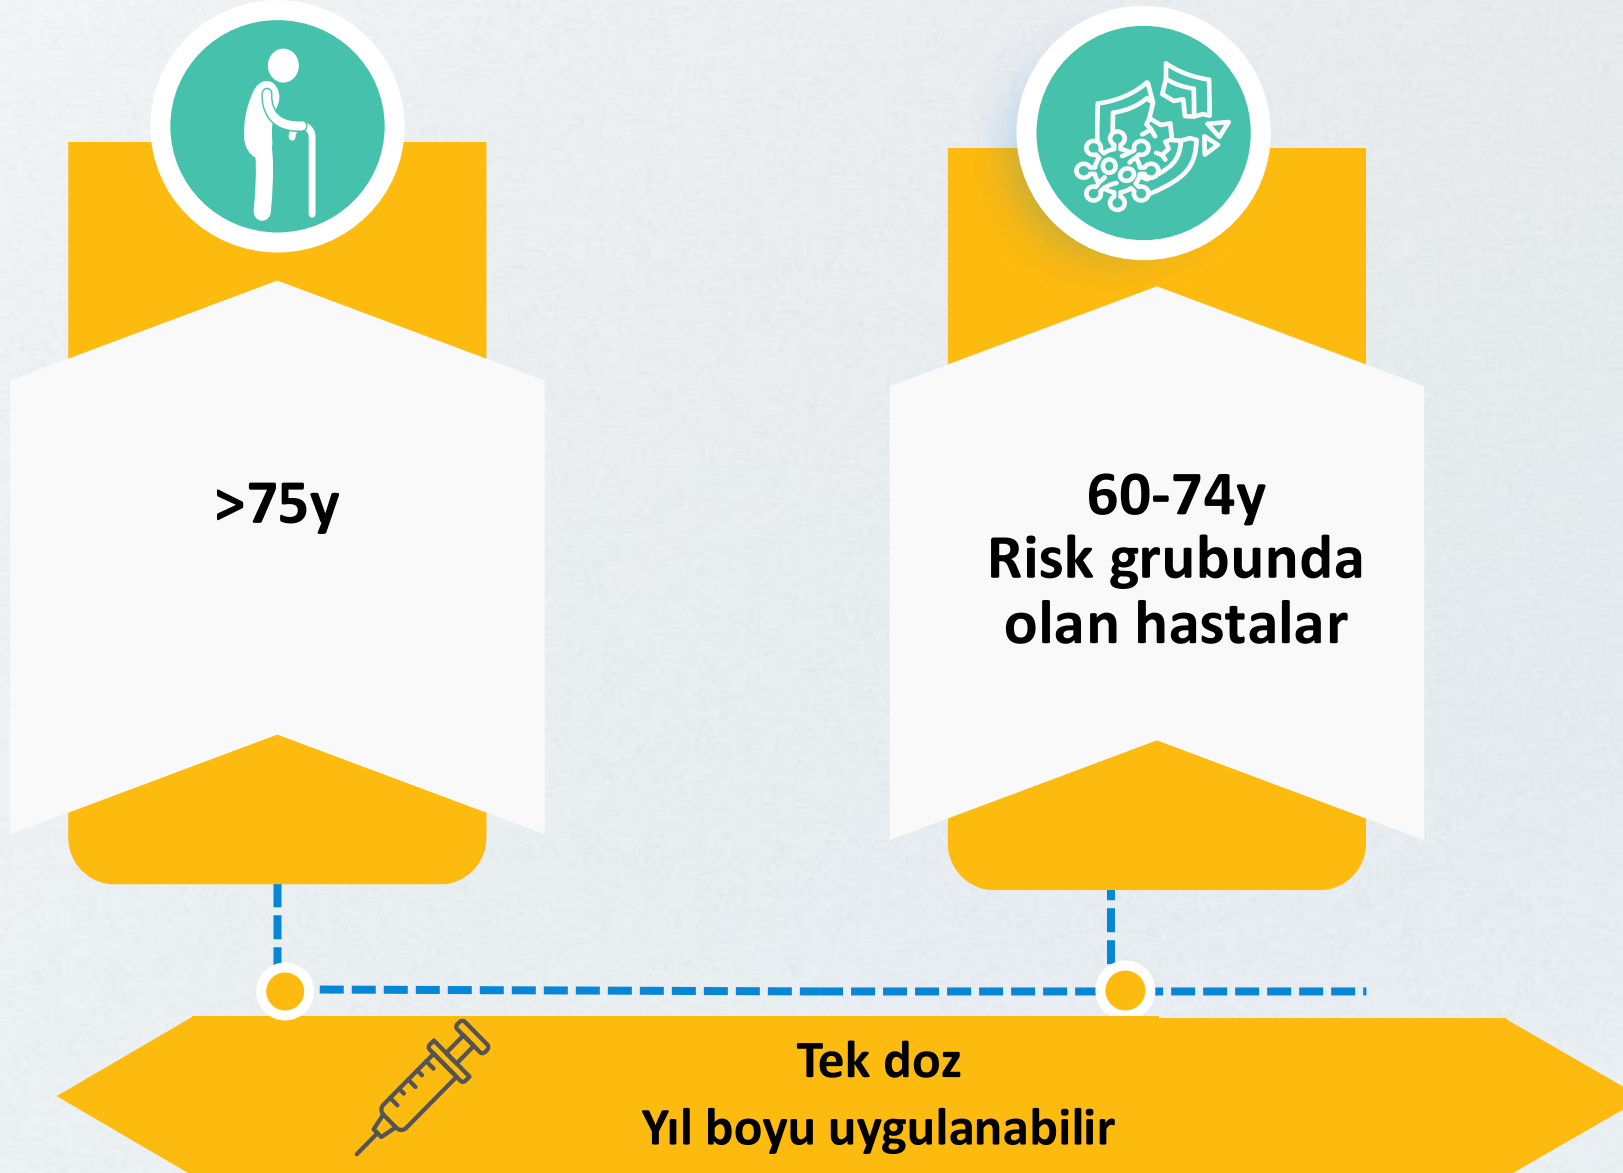 >75y
60-74y
Risk grubunda
olan hastalar
Tek doz
Yıl boyu uygulanabilir